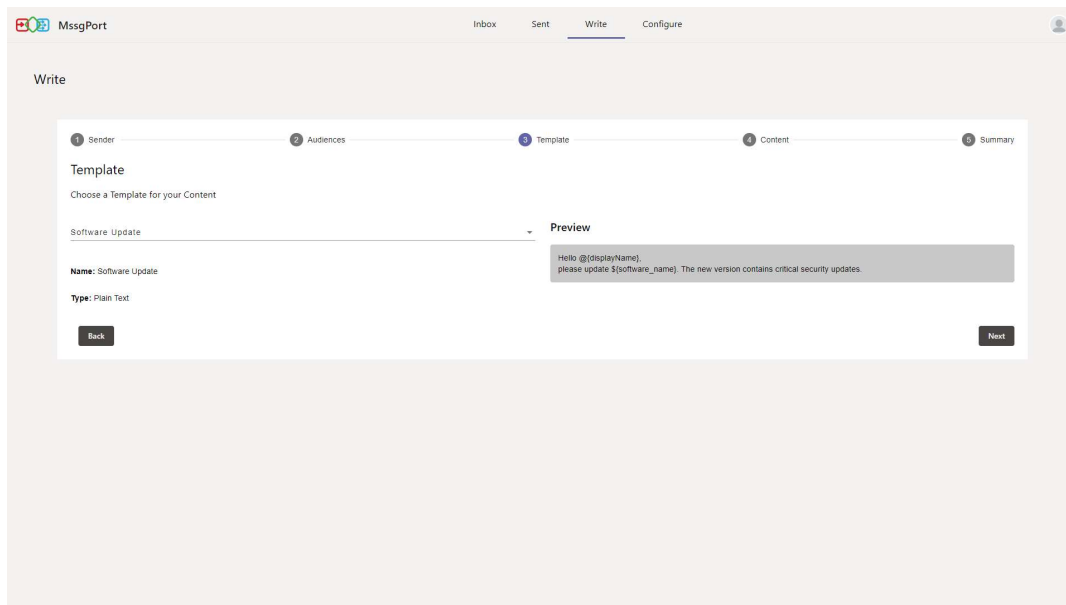 MssgPort
Inbox
Sent
Write
Configure
Write
1 Sender
2 Audiences
3 Template
4 Content
5 Summary
Template
Choose a Template for your Content
Software Update
Name: Software Update
Type: Plain Text
Preview
Hello @{displayName},
please update ${software_name}. The new version contains critical security updates.
Back
Next